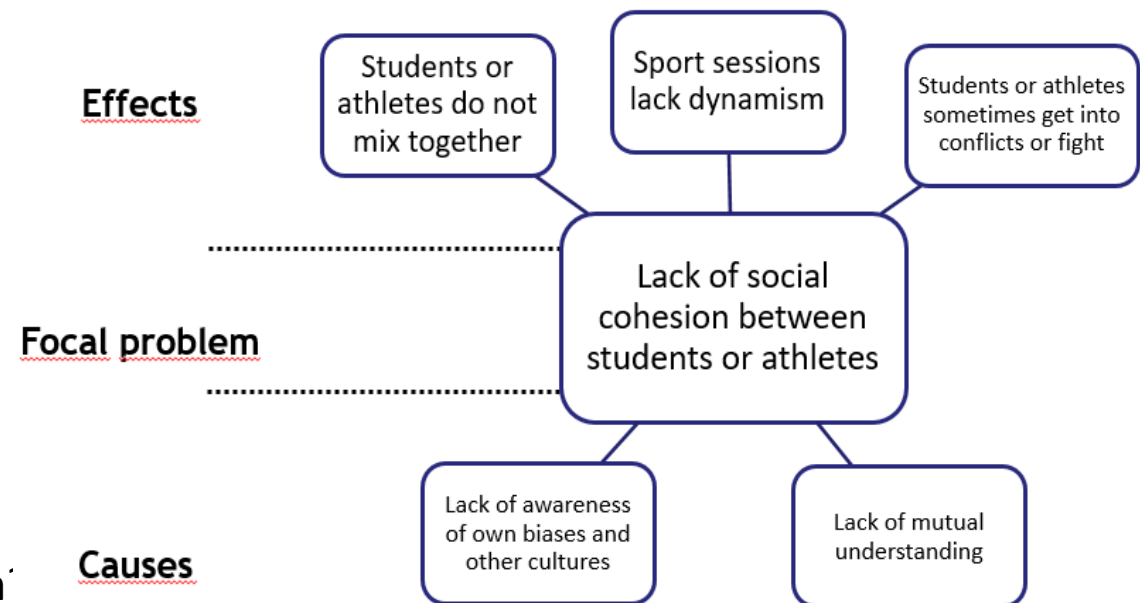 Effects
Students or
athletes do not
mix together
Sport sessions
lack dynamism
Students or athletes
sometimes get into
conflicts or fight
Focal problem
Lack of social
cohesion between
students or athletes
Causes
Lack of awareness
of own biases and
other cultures
Lack of mutual
understanding